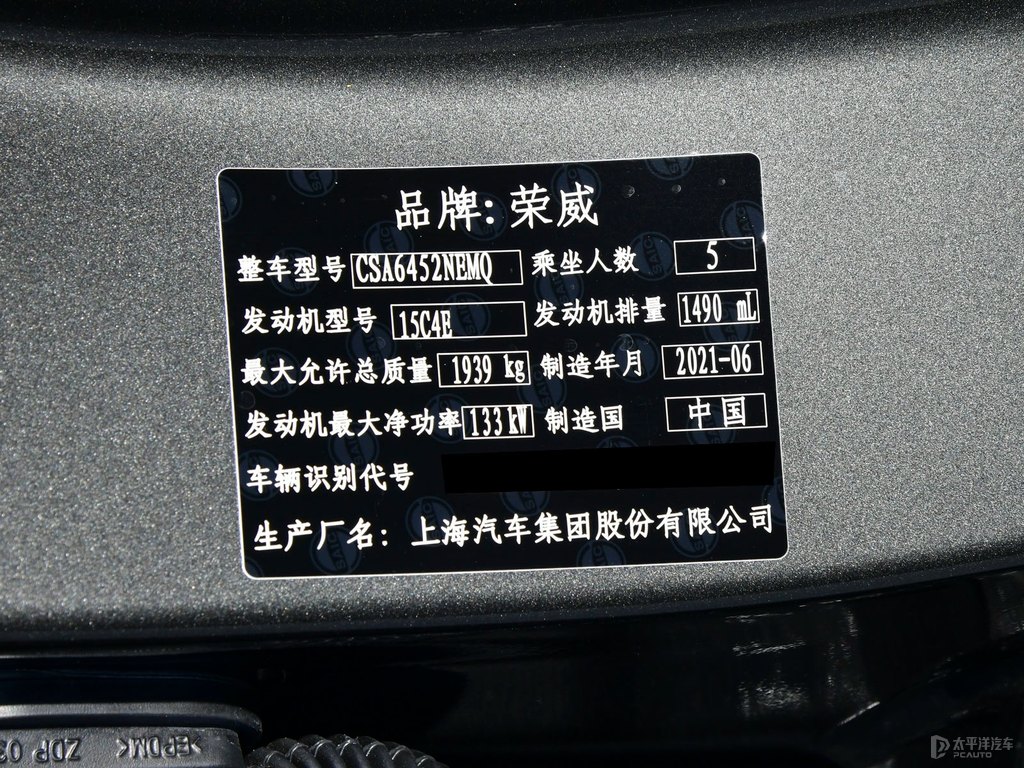 品牌:荣威
整车型号 CSA6452NEMQ 乘坐人数 5
发动机型号 15C4E 发动机排量 1490 mL
最大允许总质量 1939 kg 制造年月 2021-06
发动机最大净功率 133kW 制造国 中国
车辆识别代号
生产厂名：上海汽车集团股份有限公司
>EPDM< ZDP 03
太平洋汽车
PCAUTO